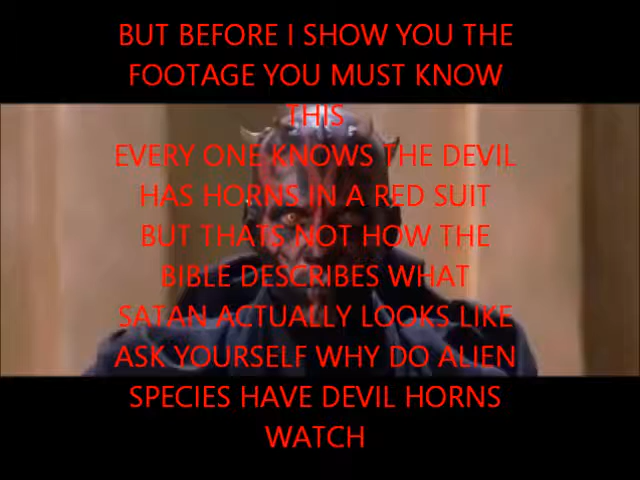 BUT BEFORE I SHOW YOU THE
FOOTAGE YOU MUST KNOW
THIS
EVERY ONE KNOWS THE DEVIL
HAS HORNS IN A RED SUIT
BUT THATS NOT HOW THE
BIBLE DESCRIBES WHAT
SATAN ACTUALLY LOOKS LIKE
ASK YOURSELF WHY DO ALIEN
SPECIES HAVE DEVIL HORNS
WATCH